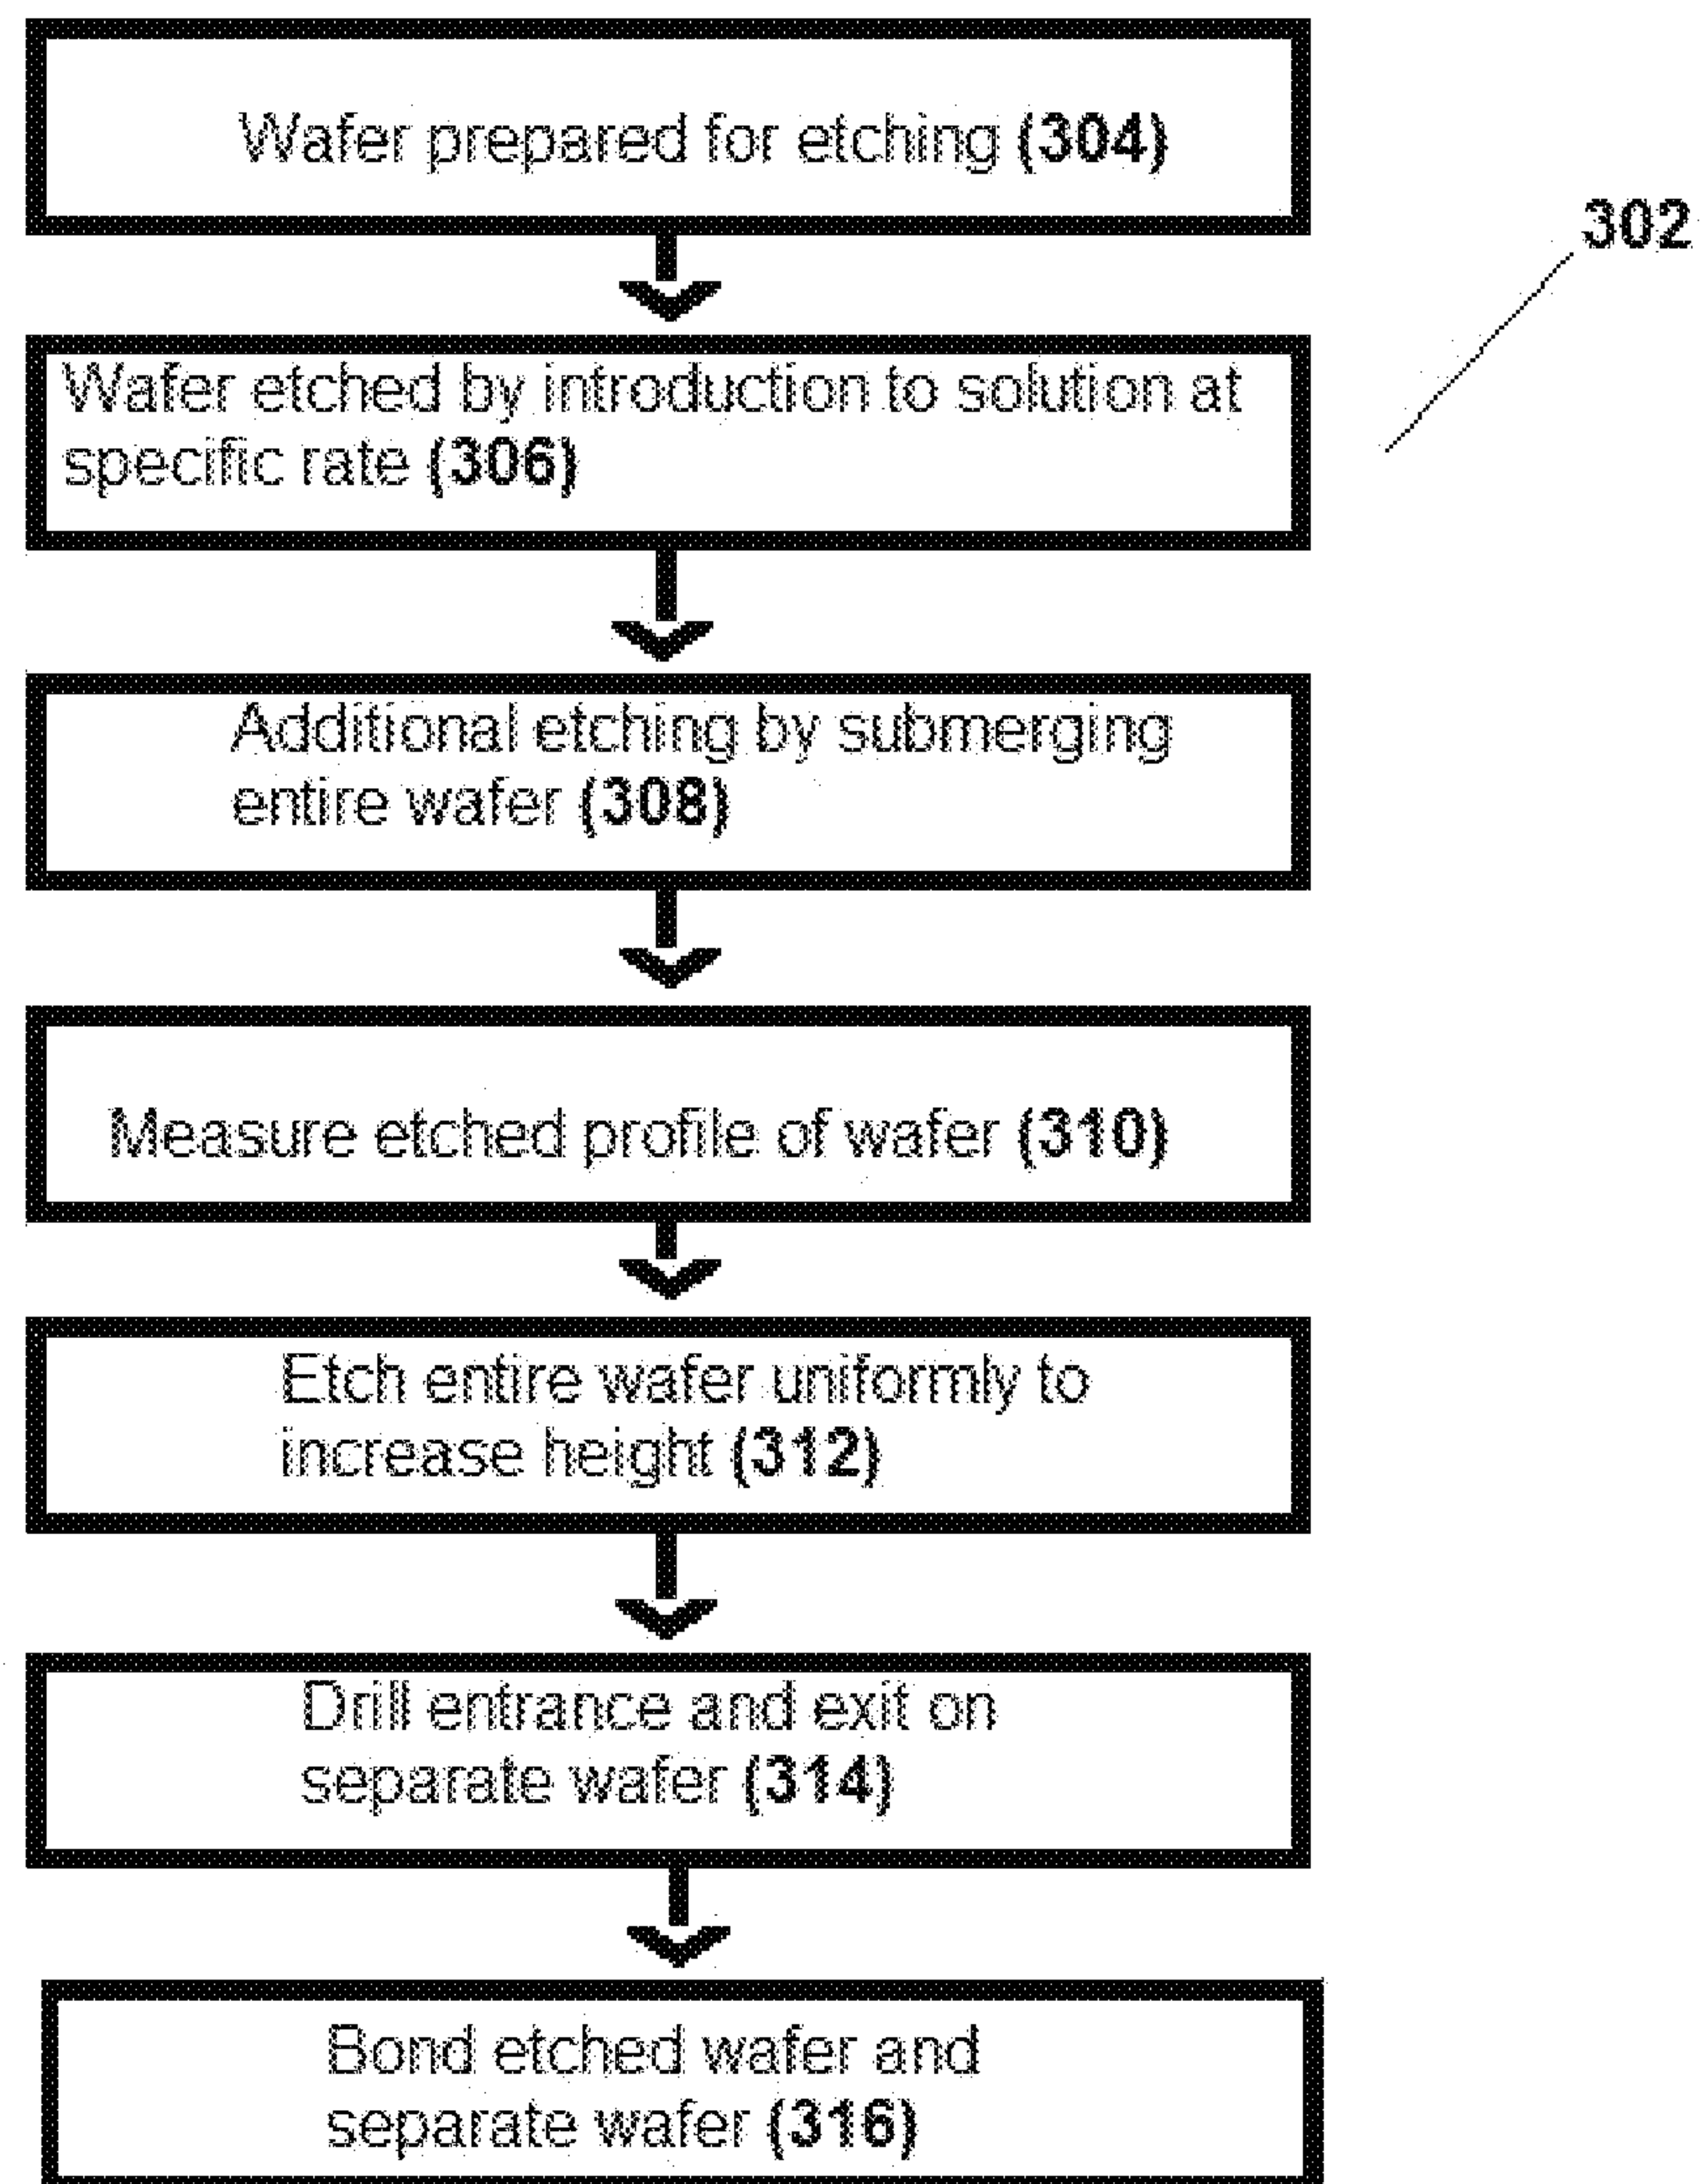 Wafer prepared for etching (304)
302
Wafer etched by introduction to solution at
specific rate (306)
Additional etching by submerging
entire wafer (308)
Measure etched profile of wafer (310)
Etch entire wafer uniformly to
increase height (312)
Drill entrance and exit on
separate wafer (314)
Bond etched wafer and
separate wafer (316)